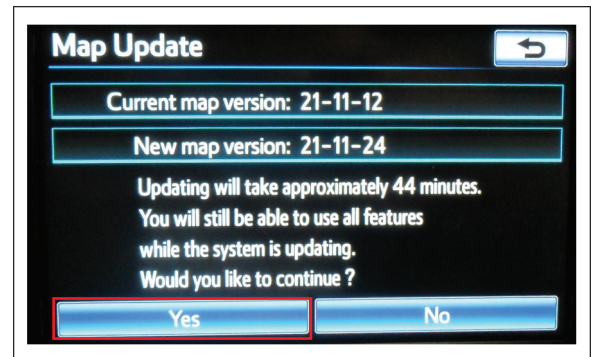 Map Update
Current map version: 21-11-12
New map version: 21-11-24
Updating will take approximately 44 minutes.
You will still be able to use all features
while the system is updating.
Would you like to continue ?
Yes
No